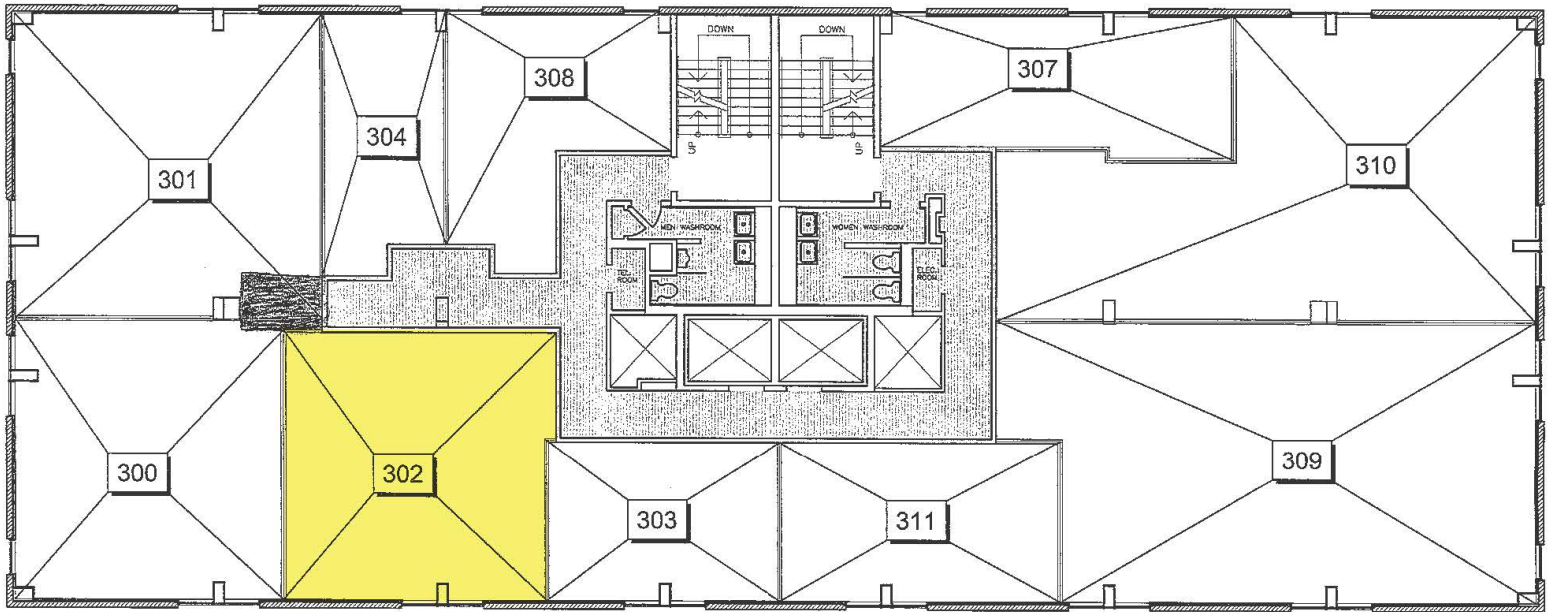 DOWN
DOWN
308
307
304
UP
UP
301
310
MEN WASHROOM
WOMEN WASHROOM
TEL.
ROOM
ELEC.
ROOM
300
302
309
303
311